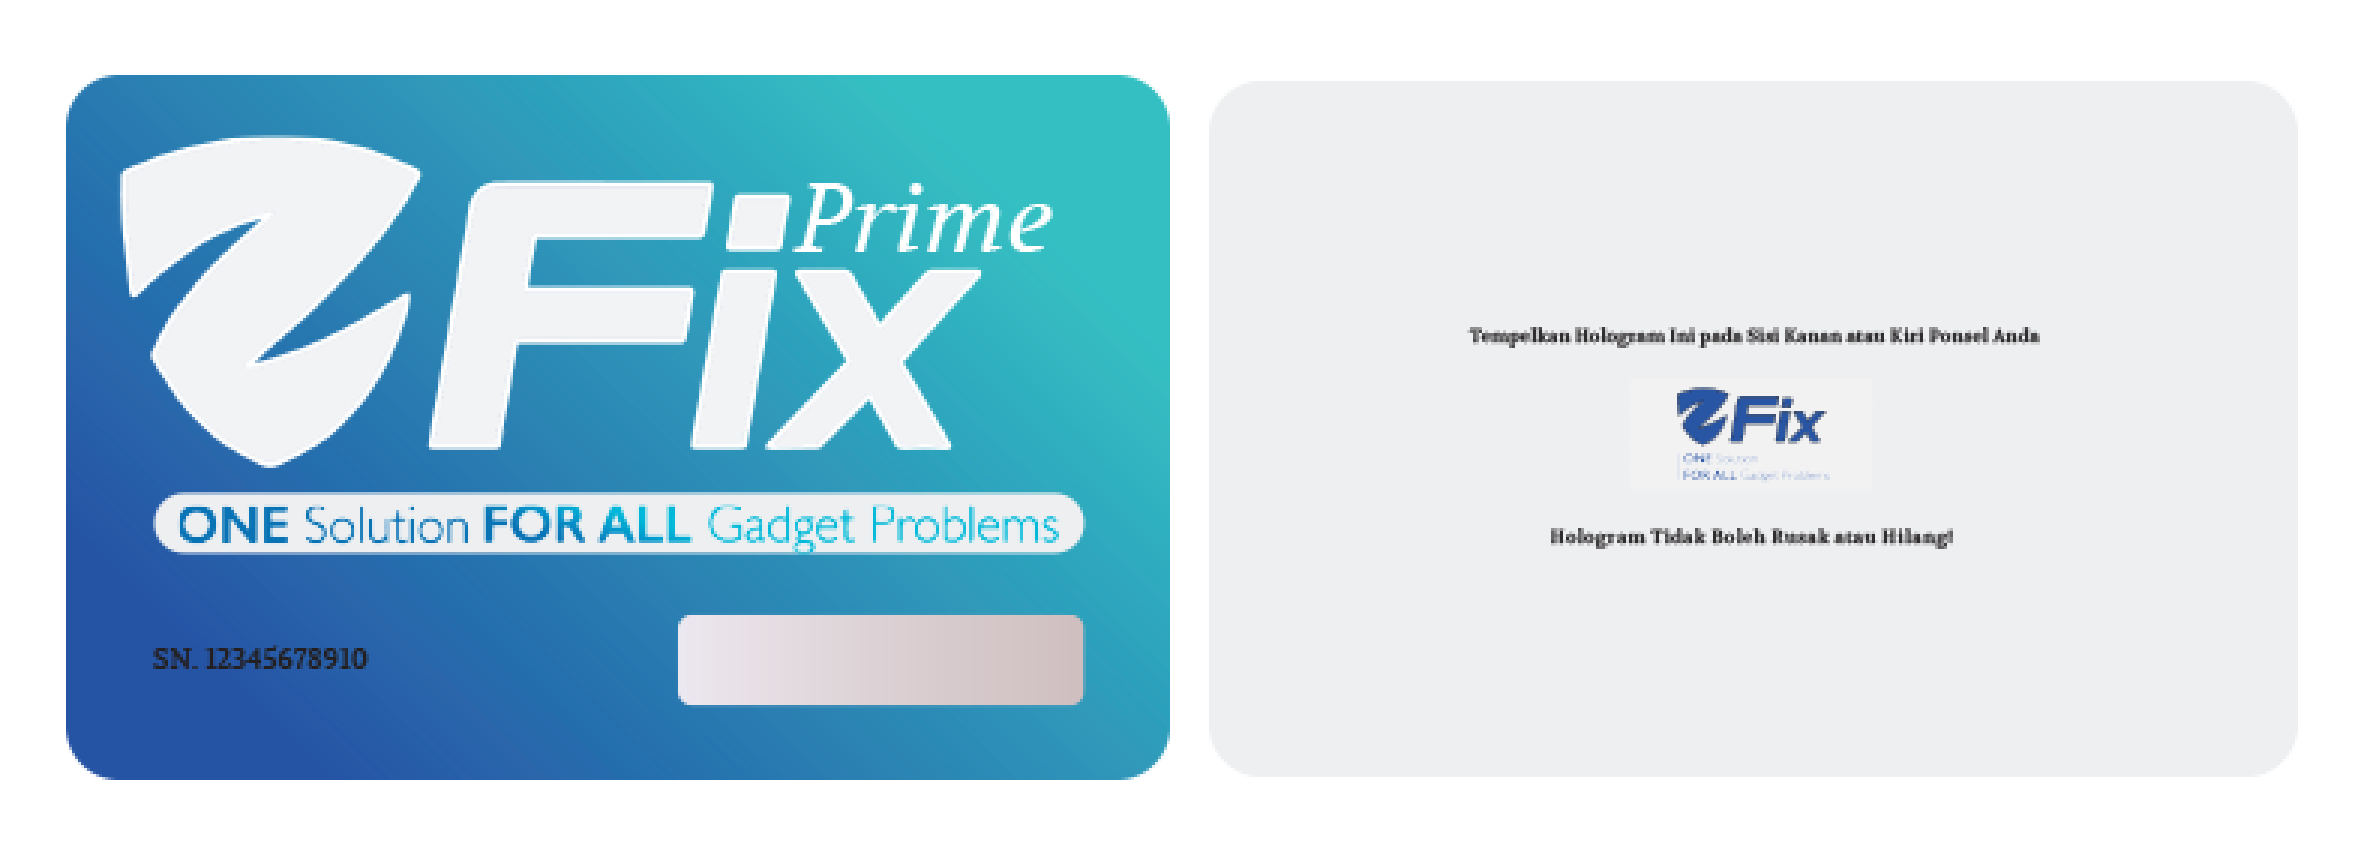 Fix Prime
ONE Solution FOR ALL Gadget Problems
SN. 12345678910
Tempelkan Hologram Ini pada Sisi Kanan atau Kiri Ponsel Anda
Fix
ONE Solution
FOR ALL Gadget Problems
Hologram Tidak Boleh Rusak atau Hilang!